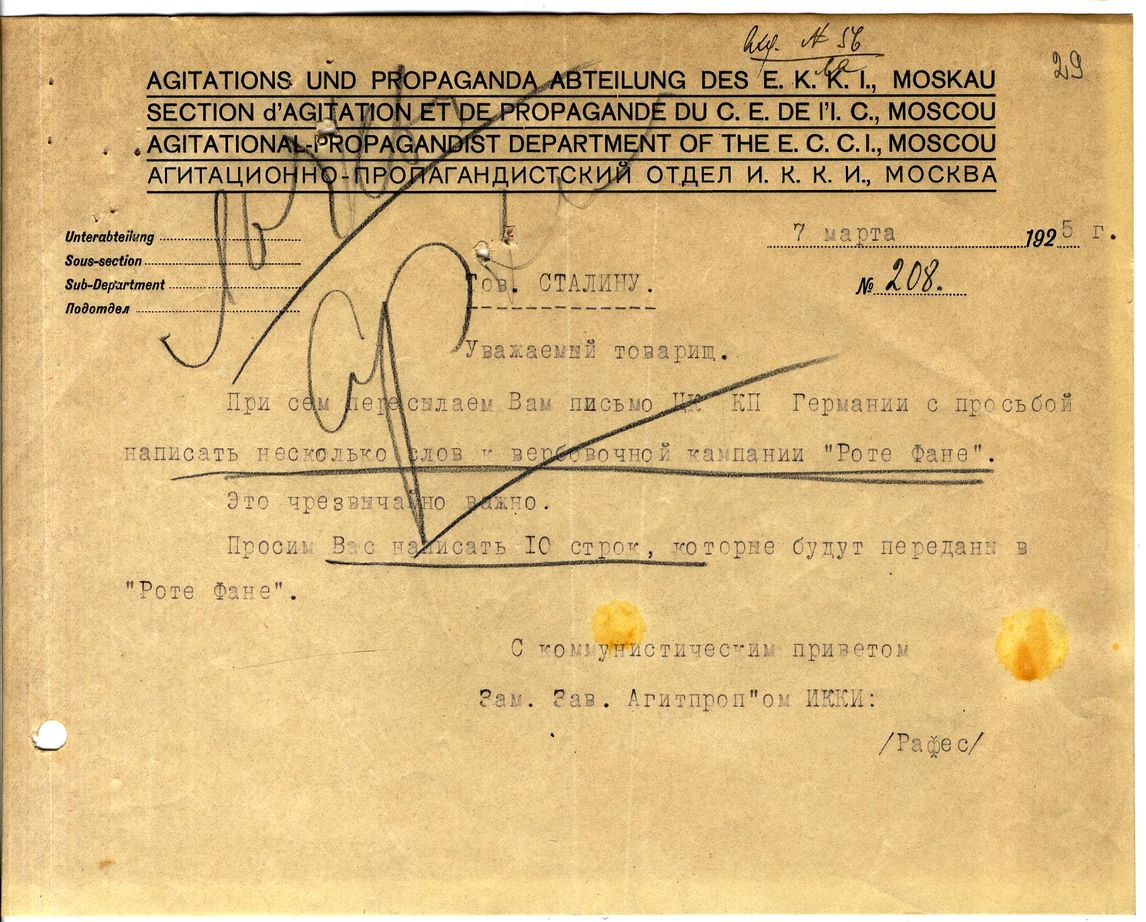 № 56
29
AGITATIONS UND PROPAGANDA ABTEILUNG DES E. K. K. I., MOSKAU
SECTION d'AGITATION ET DE PROPAGANDE DU C. E. DE l'I. C., MOSCOU
AGITATIONAL-PROPAGANDIST DEPARTMENT OF THE E. C. C. I., MOSCOU
АГИТАЦИОННО-ПРОПАГАНДИСТСКИЙ ОТДЕЛ И. К. К. И., МОСКВА
Unterabteilung
Sous-section
Sub-Department
Подотдел
7 марта 1925 г.
№ 208.
Тов. СТАЛИНУ.
Уважаемый товарищ.
При сем пересылаем Вам письмо ЦК КП Германии с просьбой
написать несколько слов к вербовочной кампании "Роте Фане".
Это чрезвычайно важно.
Просим Вас написать 10 строк, которые будут переданы в
"Роте Фане".
С коммунистическим приветом
Зам. Зав. Агитпроп"ом ИККИ:
/Рафес/